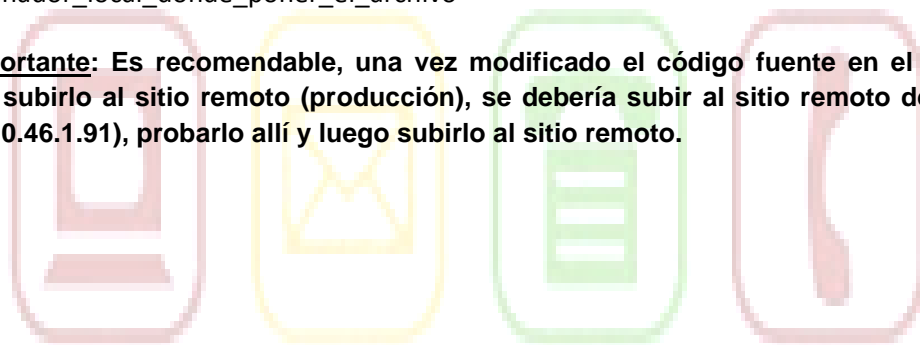 nador_local_donde_poner_el_archivo
ortante: Es recomendable, una vez modificado el código fuente en el
subirlo al sitio remoto (producción), se debería subir al sitio remoto de
0.46.1.91), probarlo allí y luego subirlo al sitio remoto.